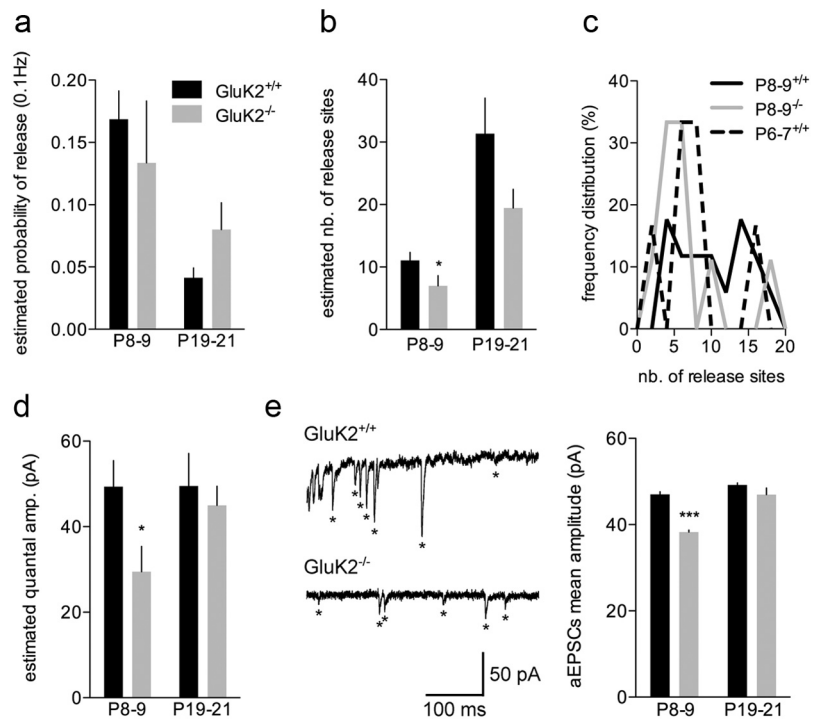 a
estimated probability of release (0.1Hz)
0.20
0.15
0.10
0.05
0.00
P8-9
P19-21
GluK2+/+
GluK2-/-
b
estimated nb. of release sites
40
30
20
10
0
*
P8-9
P19-21
c
frequency distribution (%)
40
30
20
10
0
P8-9+/+
P8-9-/-
P6-7+/+
0
5
10
15
20
nb. of release sites
d
estimated quantal amp. (pA)
60
40
20
0
*
P8-9
P19-21
e
GluK2+/+
* * * * * * *
GluK2-/-
* * * * * *
50 pA
100 ms
aEPSCs mean amplitude (pA)
60
40
20
0
***
P8-9
P19-21